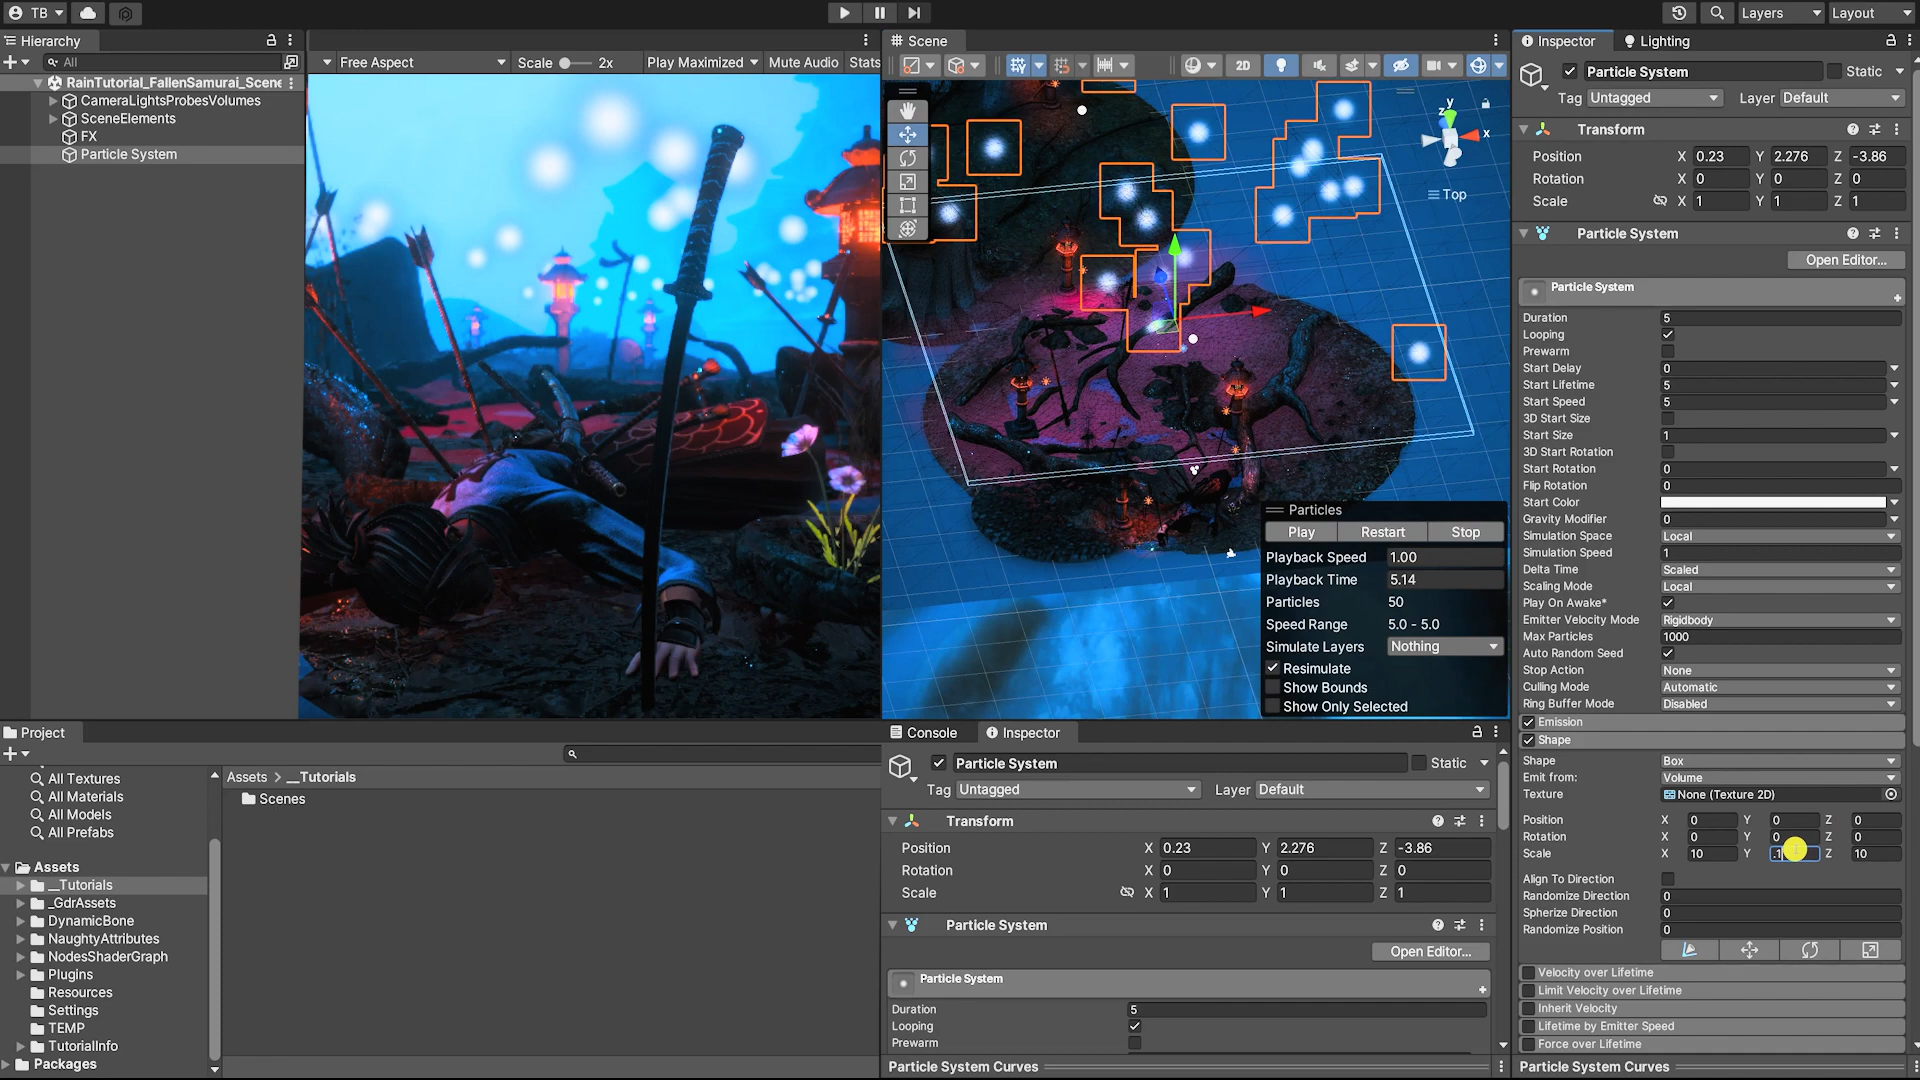 TB
Layers
Layout
Hierarchy
All
RainTutorial_FallenSamurai_Scene
CameraLightsProbesVolumes
SceneElements
FX
Particle System
Free Aspect
Scale
2x
Play Maximized
Mute Audio
Stats
Scene
2D
y
z
x
Top
Particles
Play
Restart
Stop
Playback Speed 1.00
Playback Time 5.14
Particles 50
Speed Range 5.0 - 5.0
Simulate Layers Nothing
Resimulate
Show Bounds
Show Only Selected
Inspector
Lighting
Particle System
Static
Tag Untagged
Layer Default
Transform
Position X 0.23 Y 2.276 Z -3.86
Rotation X 0 Y 0 Z 0
Scale X 1 Y 1 Z 1
Particle System
Open Editor...
Particle System
Duration 5
Looping
Prewarm
Start Delay 0
Start Lifetime 5
Start Speed 5
3D Start Size
Start Size 1
3D Start Rotation
Start Rotation 0
Flip Rotation 0
Start Color
Gravity Modifier 0
Simulation Space Local
Simulation Speed 1
Delta Time Scaled
Scaling Mode Local
Play On Awake*
Emitter Velocity Mode Rigidbody
Max Particles 1000
Auto Random Seed
Stop Action None
Culling Mode Automatic
Ring Buffer Mode Disabled
Emission
Shape
Shape Box
Emit from: Volume
Texture None (Texture 2D)
Position X 0 Y 0 Z 0
Rotation X 0 Y 0 Z 0
Scale X 10 Y .1 Z 10
Align To Direction
Randomize Direction 0
Spherize Direction 0
Randomize Position 0
Velocity over Lifetime
Limit Velocity over Lifetime
Inherit Velocity
Lifetime by Emitter Speed
Force over Lifetime
Particle System Curves
Project
All Textures
All Materials
All Models
All Prefabs
Assets
__Tutorials
_GdrAssets
DynamicBone
NaughtyAttributes
NodesShaderGraph
Plugins
Resources
Settings
TEMP
TutorialInfo
Packages
Assets > __Tutorials
Scenes
Console
Inspector
Particle System
Static
Tag Untagged
Layer Default
Transform
Position X 0.23 Y 2.276 Z -3.86
Rotation X 0 Y 0 Z 0
Scale X 1 Y 1 Z 1
Particle System
Open Editor...
Particle System
Duration 5
Looping
Prewarm
Particle System Curves